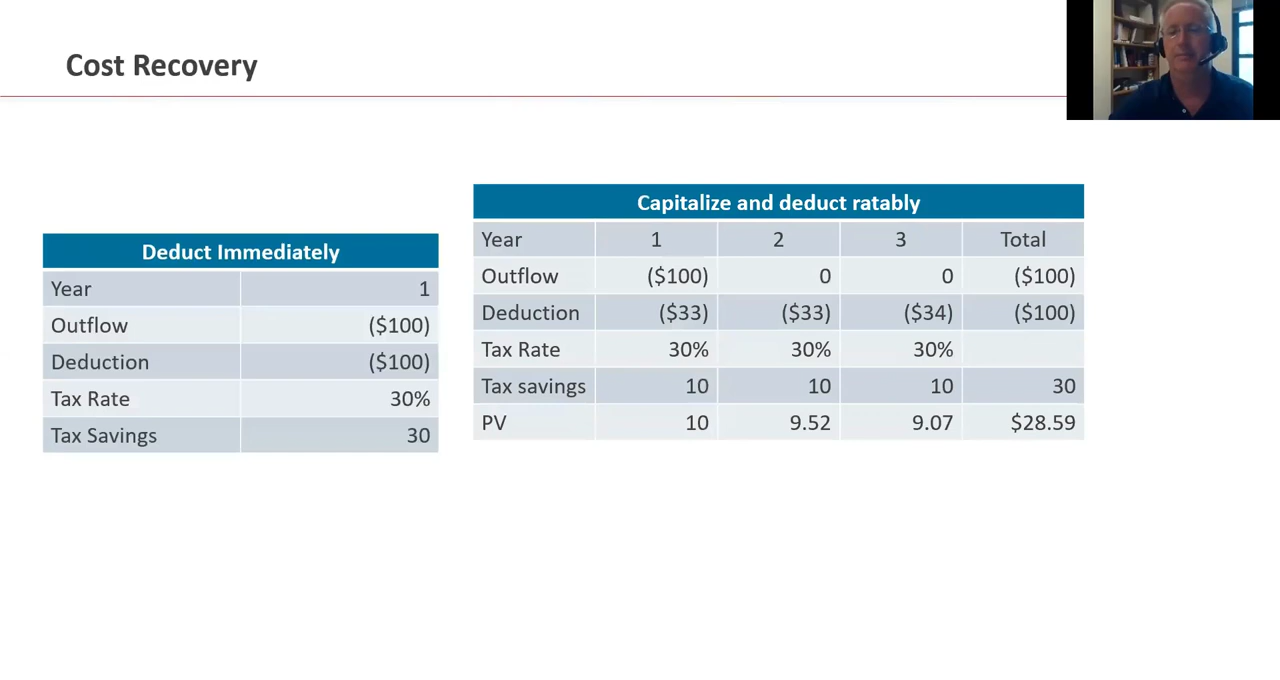 Cost Recovery
Deduct Immediately
Year 1
Outflow ($100)
Deduction ($100)
Tax Rate 30%
Tax Savings 30
Capitalize and deduct ratably
Year 1 2 3 Total
Outflow ($100) 0 0 ($100)
Deduction ($33) ($33) ($34) ($100)
Tax Rate 30% 30% 30%
Tax savings 10 10 10 30
PV 10 9.52 9.07 $28.59